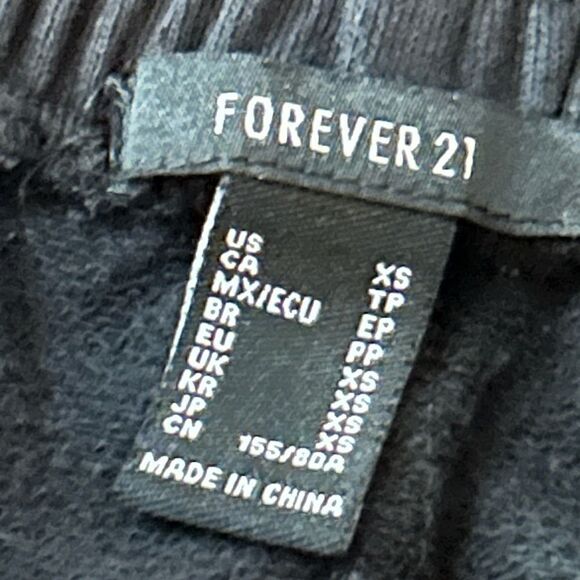 FOREVER 21
US XS
CA TP
MX/ECU EP
BR PP
EU XS
UK XS
KR XS
JP XS
CN 155/80A
MADE IN CHINA